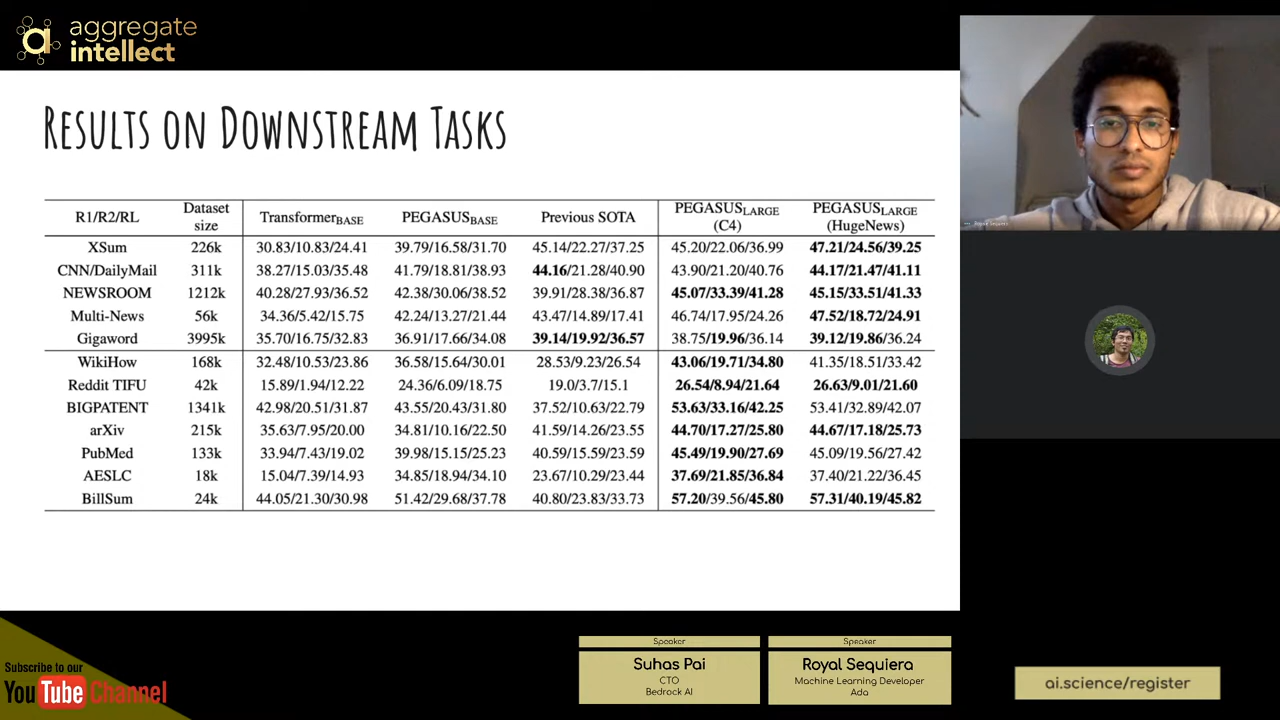 aggregate
intellect
Results on Downstream Tasks
R1/R2/RL Dataset size Transformer_BASE PEGASUS_BASE Previous SOTA PEGASUS_LARGE (C4) PEGASUS_LARGE (HugeNews)
XSum 226k 30.83/10.83/24.41 39.79/16.58/31.70 45.14/22.27/37.25 45.20/22.06/36.99 47.21/24.56/39.25
CNN/DailyMail 311k 38.27/15.03/35.48 41.79/18.81/38.93 44.16/21.28/40.90 43.90/21.20/40.76 44.17/21.47/41.11
NEWSROOM 1212k 40.28/27.93/36.52 42.38/30.06/38.52 39.91/28.38/36.87 45.07/33.39/41.28 45.15/33.51/41.33
Multi-News 56k 34.36/5.42/15.75 42.24/13.27/21.44 43.47/14.89/17.41 46.74/17.95/24.26 47.52/18.72/24.91
Gigaword 3995k 35.70/16.75/32.83 36.91/17.66/34.08 39.14/19.92/36.57 38.75/19.96/36.14 39.12/19.86/36.24
WikiHow 168k 32.48/10.53/23.86 36.58/15.64/30.01 28.53/9.23/26.54 43.06/19.71/34.80 41.35/18.51/33.42
Reddit TIFU 42k 15.89/1.94/12.22 24.36/6.09/18.75 19.0/3.7/15.1 26.54/8.94/21.64 26.63/9.01/21.60
BIGPATENT 1341k 42.98/20.51/31.87 43.55/20.43/31.80 37.52/10.63/22.79 53.63/33.16/42.25 53.41/32.89/42.07
arXiv 215k 35.63/7.95/20.00 34.81/10.16/22.50 41.59/14.26/23.55 44.70/17.27/25.80 44.67/17.18/25.73
PubMed 133k 33.94/7.43/19.02 39.98/15.15/25.23 40.59/15.59/23.59 45.49/19.90/27.69 45.09/19.56/27.42
AESLC 18k 15.04/7.39/14.93 34.85/18.94/34.10 23.67/10.29/23.44 37.69/21.85/36.84 37.40/21.22/36.45
BillSum 24k 44.05/21.30/30.98 51.42/29.68/37.78 40.80/23.83/33.73 57.20/39.56/45.80 57.31/40.19/45.82
Subscribe to our
YouTube Channel
Speaker
Suhas Pai
CTO
Bedrock AI
Speaker
Royal Sequiera
Machine Learning Developer
Ada
ai.science/register